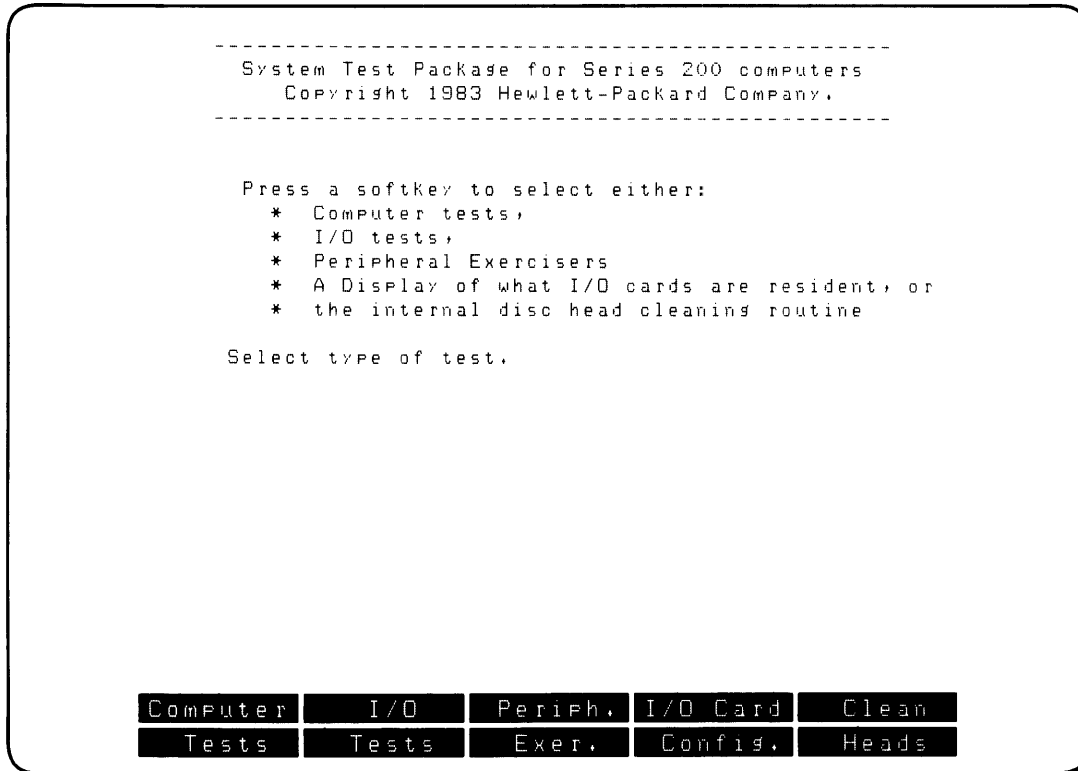 -------------------------------------------------
System Test Package for Series 200 computers
Copyright 1983 Hewlett-Packard Company.
-------------------------------------------------
Press a softkey to select either:
* Computer tests,
* I/O tests,
* Peripheral Exercisers
* A Display of what I/O cards are resident, or
* the internal disc head cleaning routine
Select type of test.
Computer I/O Periph. I/O Card Clean
Tests Tests Exer. Config. Heads